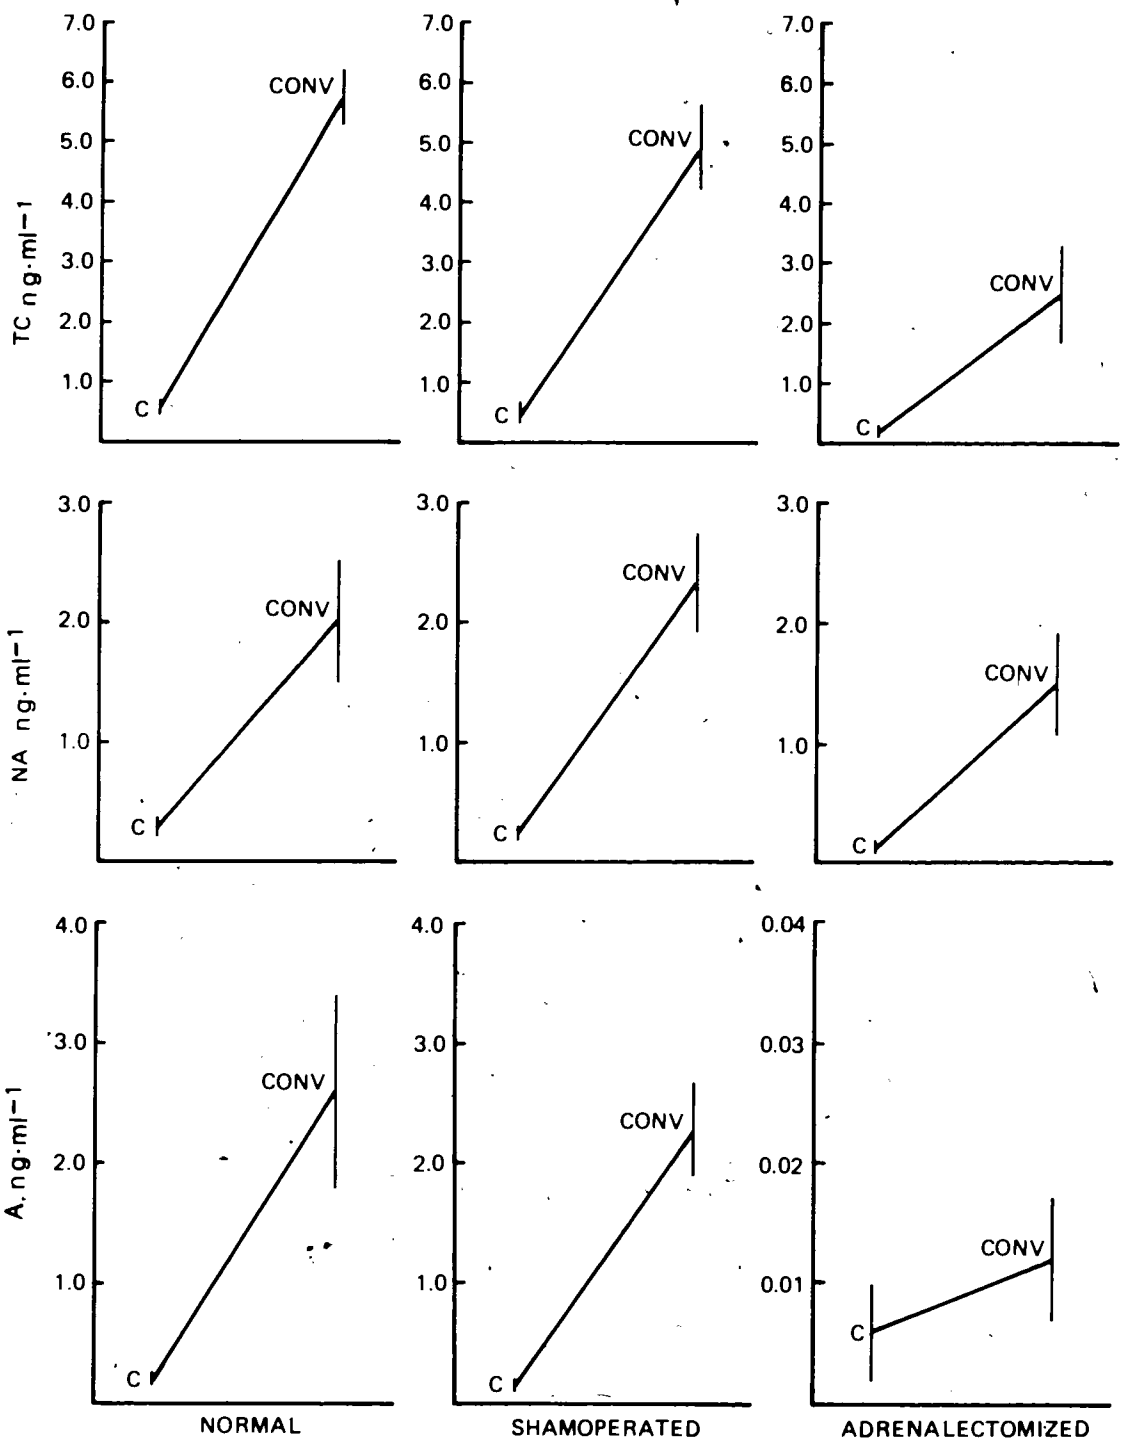 TC ng·ml−1
7.0
6.0
5.0
4.0
3.0
2.0
1.0
CONV
C
7.0
6.0
5.0
4.0
3.0
2.0
1.0
CONV
C
7.0
6.0
5.0
4.0
3.0
2.0
1.0
CONV
C
NA ng·ml−1
3.0
2.0
1.0
CONV
C
3.0
2.0
1.0
CONV
C
3.0
2.0
1.0
CONV
C
A. ng·ml−1
4.0
3.0
2.0
1.0
CONV
C
4.0
3.0
2.0
1.0
CONV
C
0.04
0.03
0.02
0.01
CONV
C
NORMAL
SHAMOPERATED
ADRENALECTOMIZED